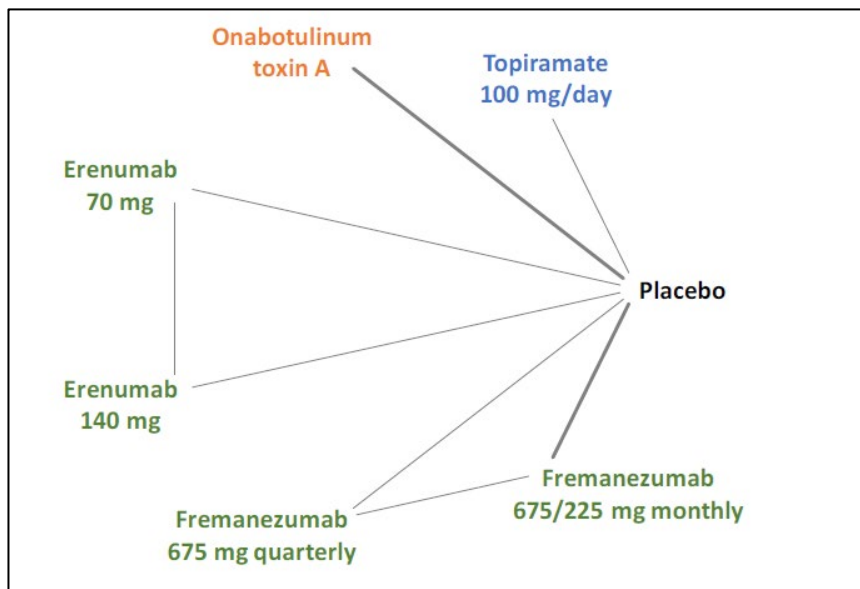 Onabotulinum
toxin A
Topiramate
100 mg/day
Erenumab
70 mg
Placebo
Erenumab
140 mg
Fremanezumab
675/225 mg monthly
Fremanezumab
675 mg quarterly